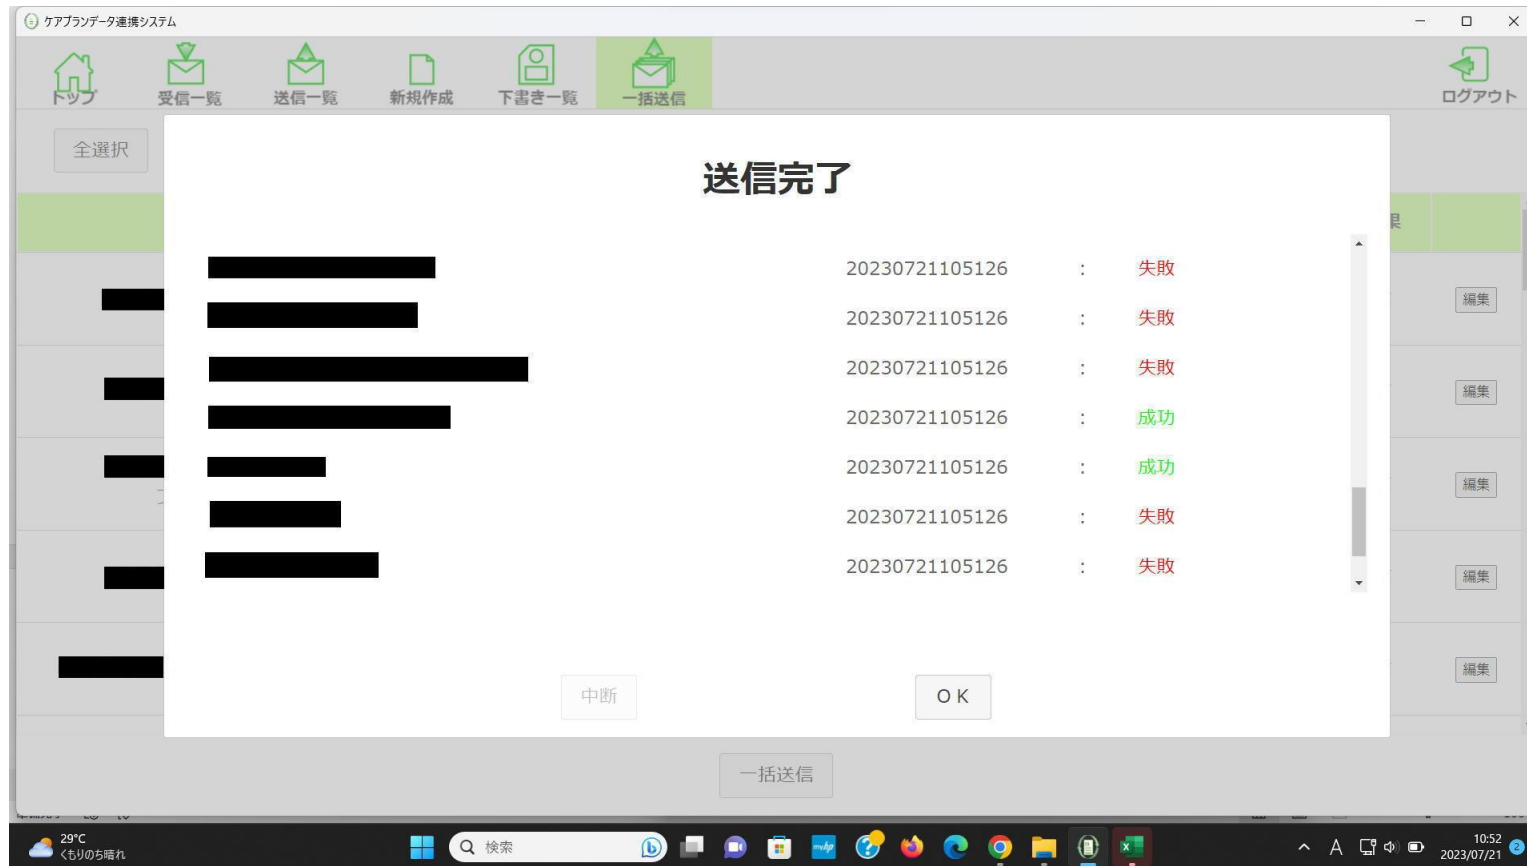 ケアプランデータ連携システム
トップ 受信一覧 送信一覧 新規作成 下書き一覧 一括送信 ログアウト
全選択
送信完了
果
20230721105126 : 失敗
20230721105126 : 失敗
編集
20230721105126 : 失敗
編集
20230721105126 : 成功
20230721105126 : 成功
編集
20230721105126 : 失敗
20230721105126 : 失敗
編集
編集
中断 OK
一括送信
29°C
くもりのち晴れ
検索
A
10:52
2023/07/21
2